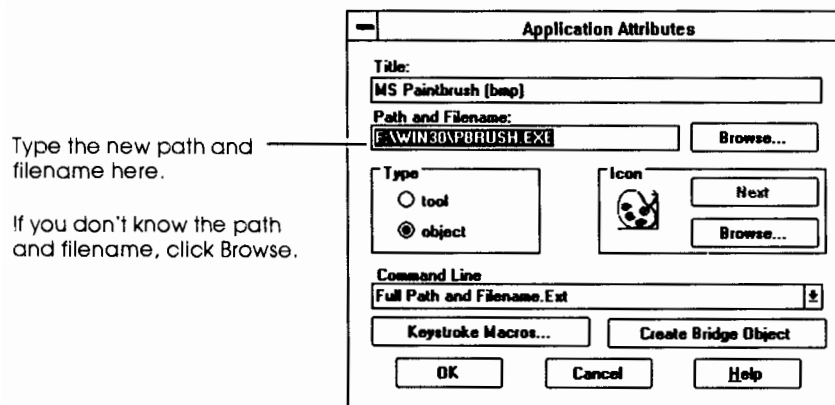 Application Attributes
Title:
MS Paintbrush (bmp)
Path and Filename:
F:\WIN30\PBRUSH.EXE
Browse...
Type the new path and
filename here.
If you don't know the path
and filename, click Browse.
Type
tool
object
Icon
Next
Browse...
Command Line
Full Path and Filename.Ext
Keystroke Macros...
Create Bridge Object
OK
Cancel
Help